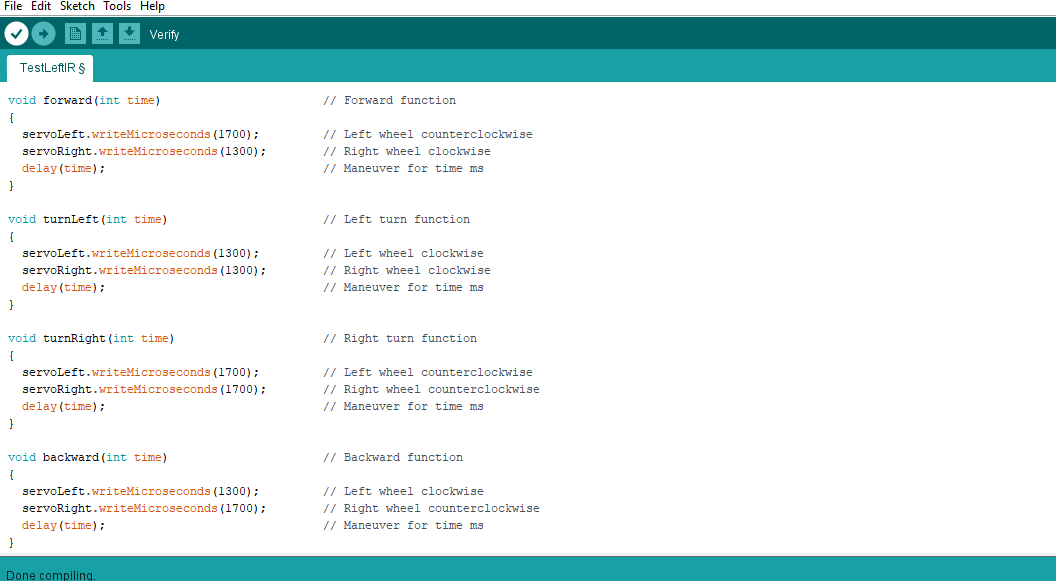 File Edit Sketch Tools Help
Verify
TestLeftIR §
void forward(int time)                       // Forward function
{
  servoLeft.writeMicroseconds(1700);         // Left wheel counterclockwise
  servoRight.writeMicroseconds(1300);        // Right wheel clockwise
  delay(time);                               // Maneuver for time ms
}

void turnLeft(int time)                      // Left turn function
{
  servoLeft.writeMicroseconds(1300);         // Left wheel clockwise
  servoRight.writeMicroseconds(1300);        // Right wheel clockwise
  delay(time);                               // Maneuver for time ms
}

void turnRight(int time)                     // Right turn function
{
  servoLeft.writeMicroseconds(1700);         // Left wheel counterclockwise
  servoRight.writeMicroseconds(1700);        // Right wheel counterclockwise
  delay(time);                               // Maneuver for time ms
}

void backward(int time)                      // Backward function
{
  servoLeft.writeMicroseconds(1300);         // Left wheel clockwise
  servoRight.writeMicroseconds(1700);        // Right wheel counterclockwise
  delay(time);                               // Maneuver for time ms
}
Done compiling.